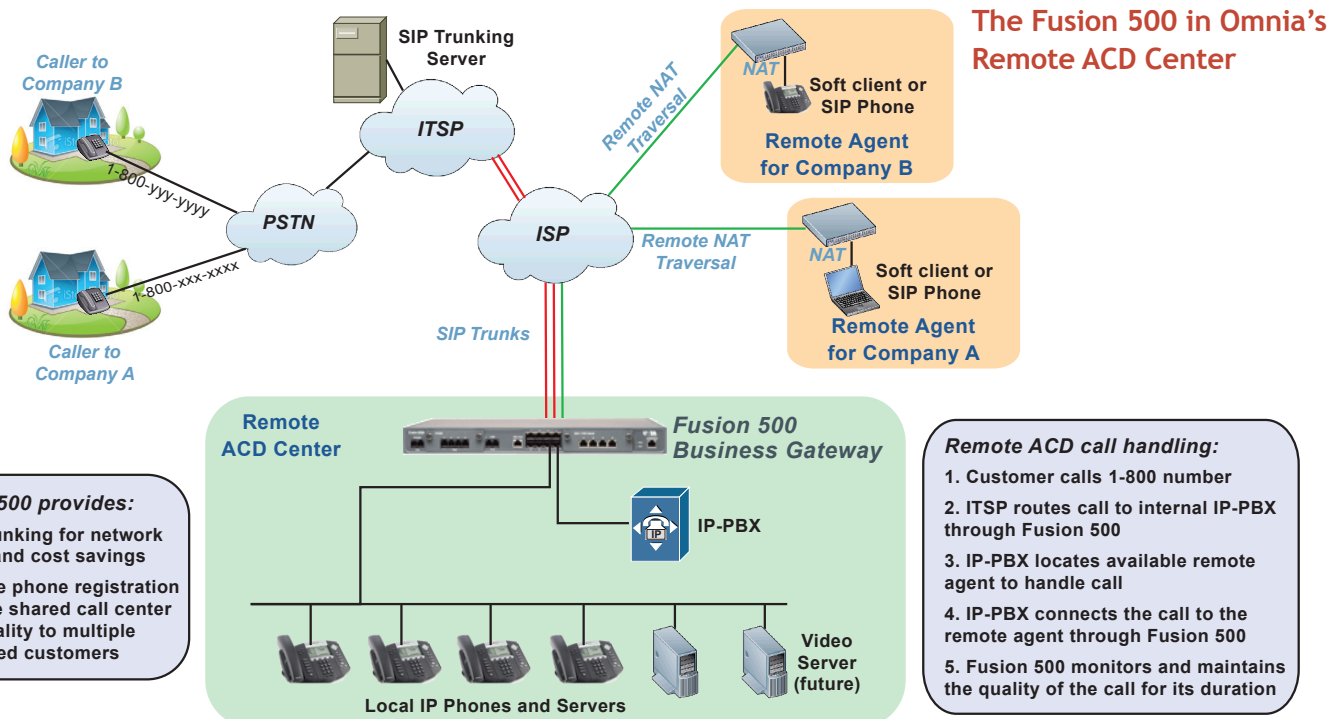 The Fusion 500 in Omnia's
Remote ACD Center
SIP Trunking
Server
Caller to
Company B
1-800-yyy-yyyy
ITSP
PSTN
1-800-xxx-xxxx
Caller to
Company A
ISP
Remote NAT
Traversal
NAT
Soft client or
SIP Phone
Remote Agent
for Company B
Remote NAT
Traversal
NAT
Soft client or
SIP Phone
Remote Agent
for Company A
SIP Trunks
Remote
ACD Center
Fusion 500
Business Gateway
IP
IP-PBX
Video
Server
(future)
Local IP Phones and Servers
500 provides:
unking for network
and cost savings
e phone registration
e shared call center
ality to multiple
ed customers
Remote ACD call handling:
1. Customer calls 1-800 number
2. ITSP routes call to internal IP-PBX
through Fusion 500
3. IP-PBX locates available remote
agent to handle call
4. IP-PBX connects the call to the
remote agent through Fusion 500
5. Fusion 500 monitors and maintains
the quality of the call for its duration